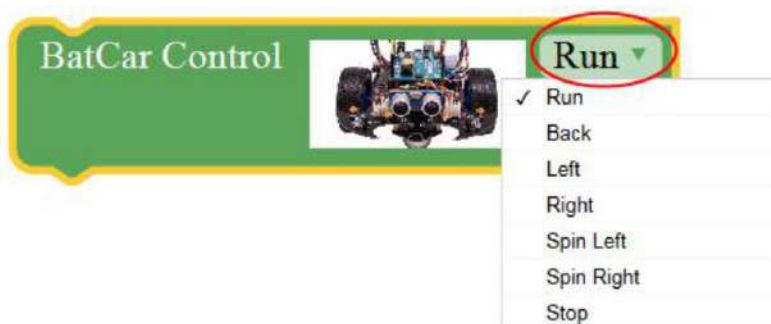 BatCar Control Run
✓ Run
Back
Left
Right
Spin Left
Spin Right
Stop